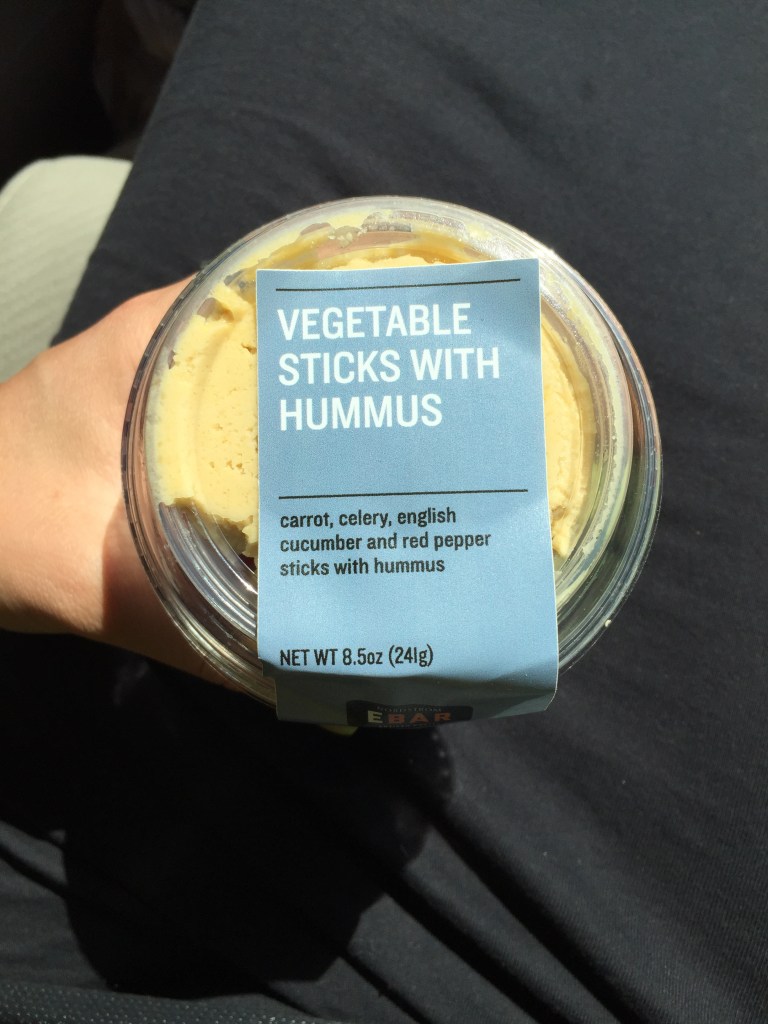 VEGETABLE
STICKS WITH
HUMMUS
carrot, celery, english
cucumber and red pepper
sticks with hummus
NET WT 8.5oz (241g)
EBAR